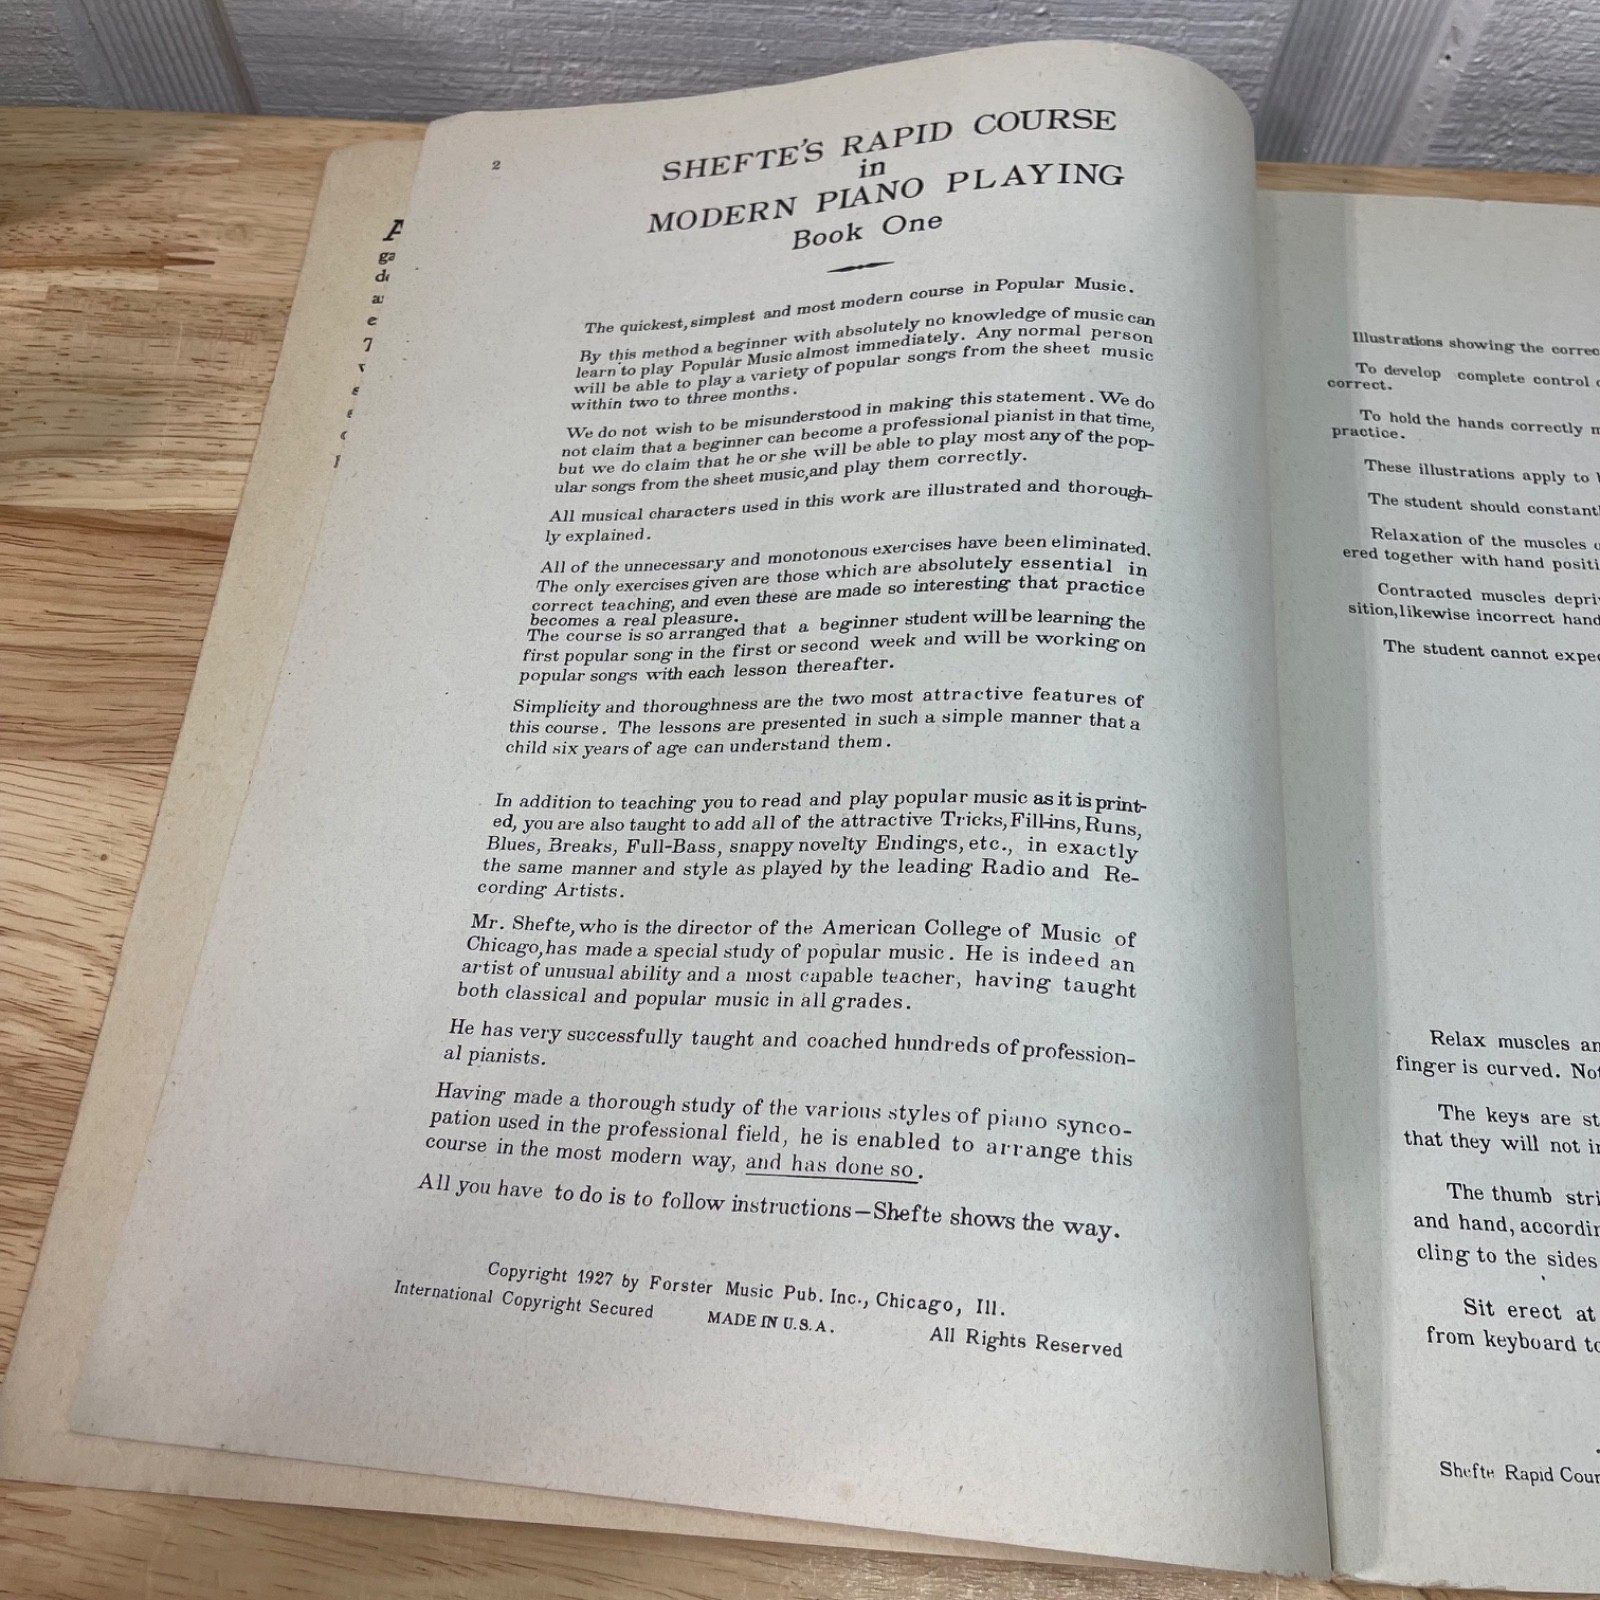 2
SHEFTE'S RAPID COURSE
in
MODERN PIANO PLAYING
Book One
The quickest, simplest and most modern course in Popular Music.
By this method a beginner with absolutely no knowledge of music can
learn to play Popular Music almost immediately. Any normal person
will be able to play a variety of popular songs from the sheet music
within two to three months.
We do not wish to be misunderstood in making this statement. We do
not claim that a beginner can become a professional pianist in that time,
but we do claim that he or she will be able to play most any of the pop-
ular songs from the sheet music, and play them correctly.
All musical characters used in this work are illustrated and thorough-
ly explained.
All of the unnecessary and monotonous exercises have been eliminated.
The only exercises given are those which are absolutely essential in
correct teaching, and even these are made so interesting that practice
becomes a real pleasure.
The course is so arranged that a beginner student will be learning the
first popular song in the first or second week and will be working on
popular songs with each lesson thereafter.
Simplicity and thoroughness are the two most attractive features of
this course. The lessons are presented in such a simple manner that a
child six years of age can understand them.
In addition to teaching you to read and play popular music as it is print-
ed, you are also taught to add all of the attractive Tricks, Fill-ins, Runs,
Blues, Breaks, Full-Bass, snappy novelty Endings, etc., in exactly
the same manner and style as played by the leading Radio and Re-
cording Artists.
Mr. Shefte, who is the director of the American College of Music of
Chicago, has made a special study of popular music. He is indeed an
artist of unusual ability and a most capable teacher, having taught
both classical and popular music in all grades.
He has very successfully taught and coached hundreds of profession-
al pianists.
Having made a thorough study of the various styles of piano synco-
pation used in the professional field, he is enabled to arrange this
course in the most modern way, and has done so.
All you have to do is to follow instructions—Shefte shows the way.
Copyright 1927 by Forster Music Pub. Inc., Chicago, Ill.
International Copyright Secured MADE IN U.S.A. All Rights Reserved
Illustrations showing the
To develop complete control
correct.
To hold the hands correctly
practice.
These illustrations apply to
The student should
Relaxation of the muscles
ered together with hand
Contracted muscles
sition, likewise incorrect
The student cannot
Relax muscles
finger is curved.
The keys are
that they will not
The thumb
and hand,
cling to the sides
Sit erect at
from keyboard
Shefte Rapid